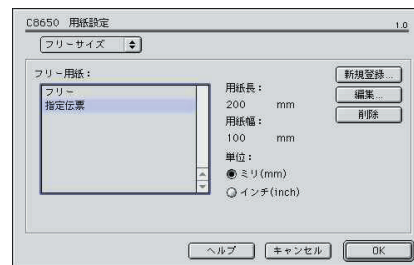 C8650 用紙設定
1.0
フリーサイズ
フリー用紙：
フリー
指定伝票
用紙長：
200 mm
用紙幅：
100 mm
単位：
ミリ(mm)
インチ(inch)
新規登録...
編集...
削除
ヘルプ
キャンセル
OK